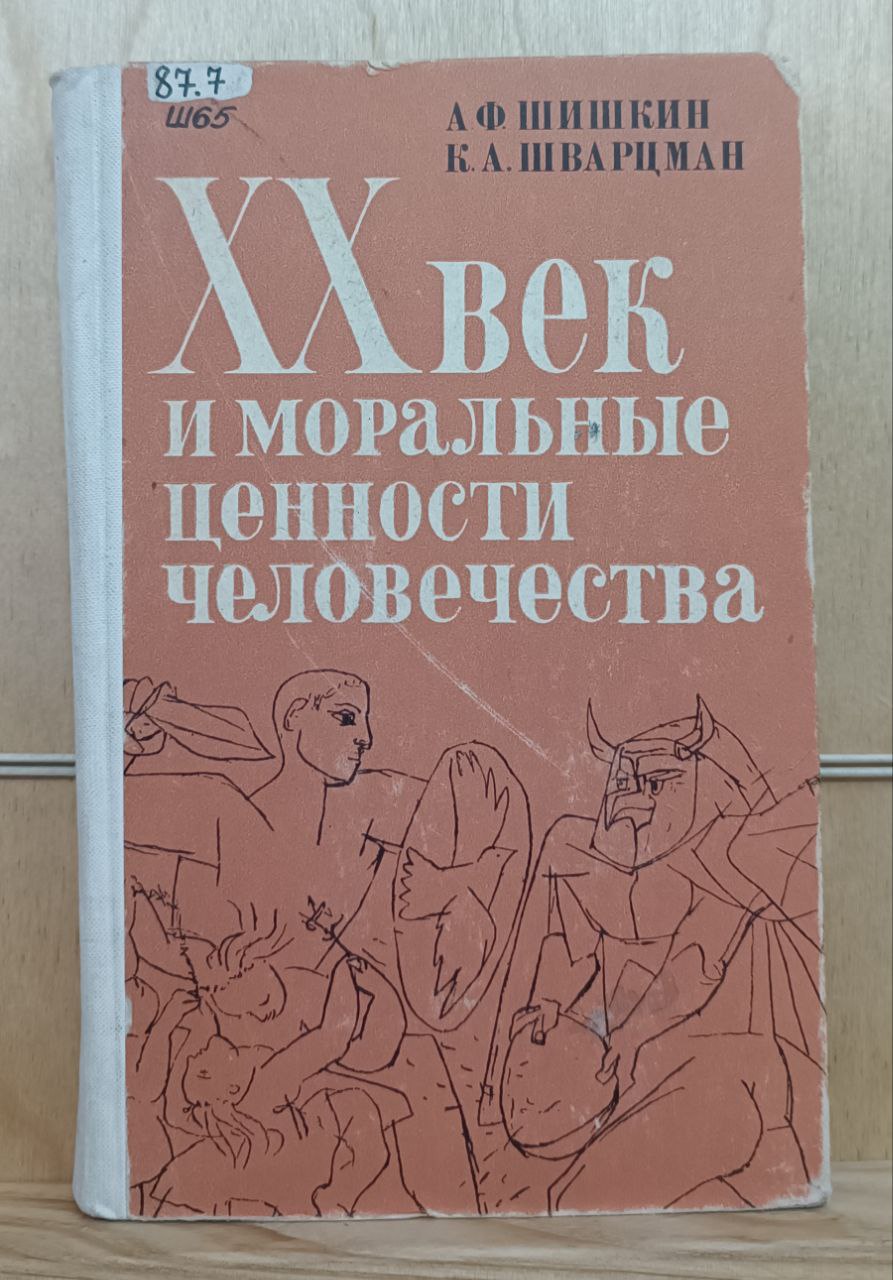 87.7
Ш65
А.Ф. ШИШКИН
К.А. ШВАРЦМАН
XX век
и моральные
ценности
человечества